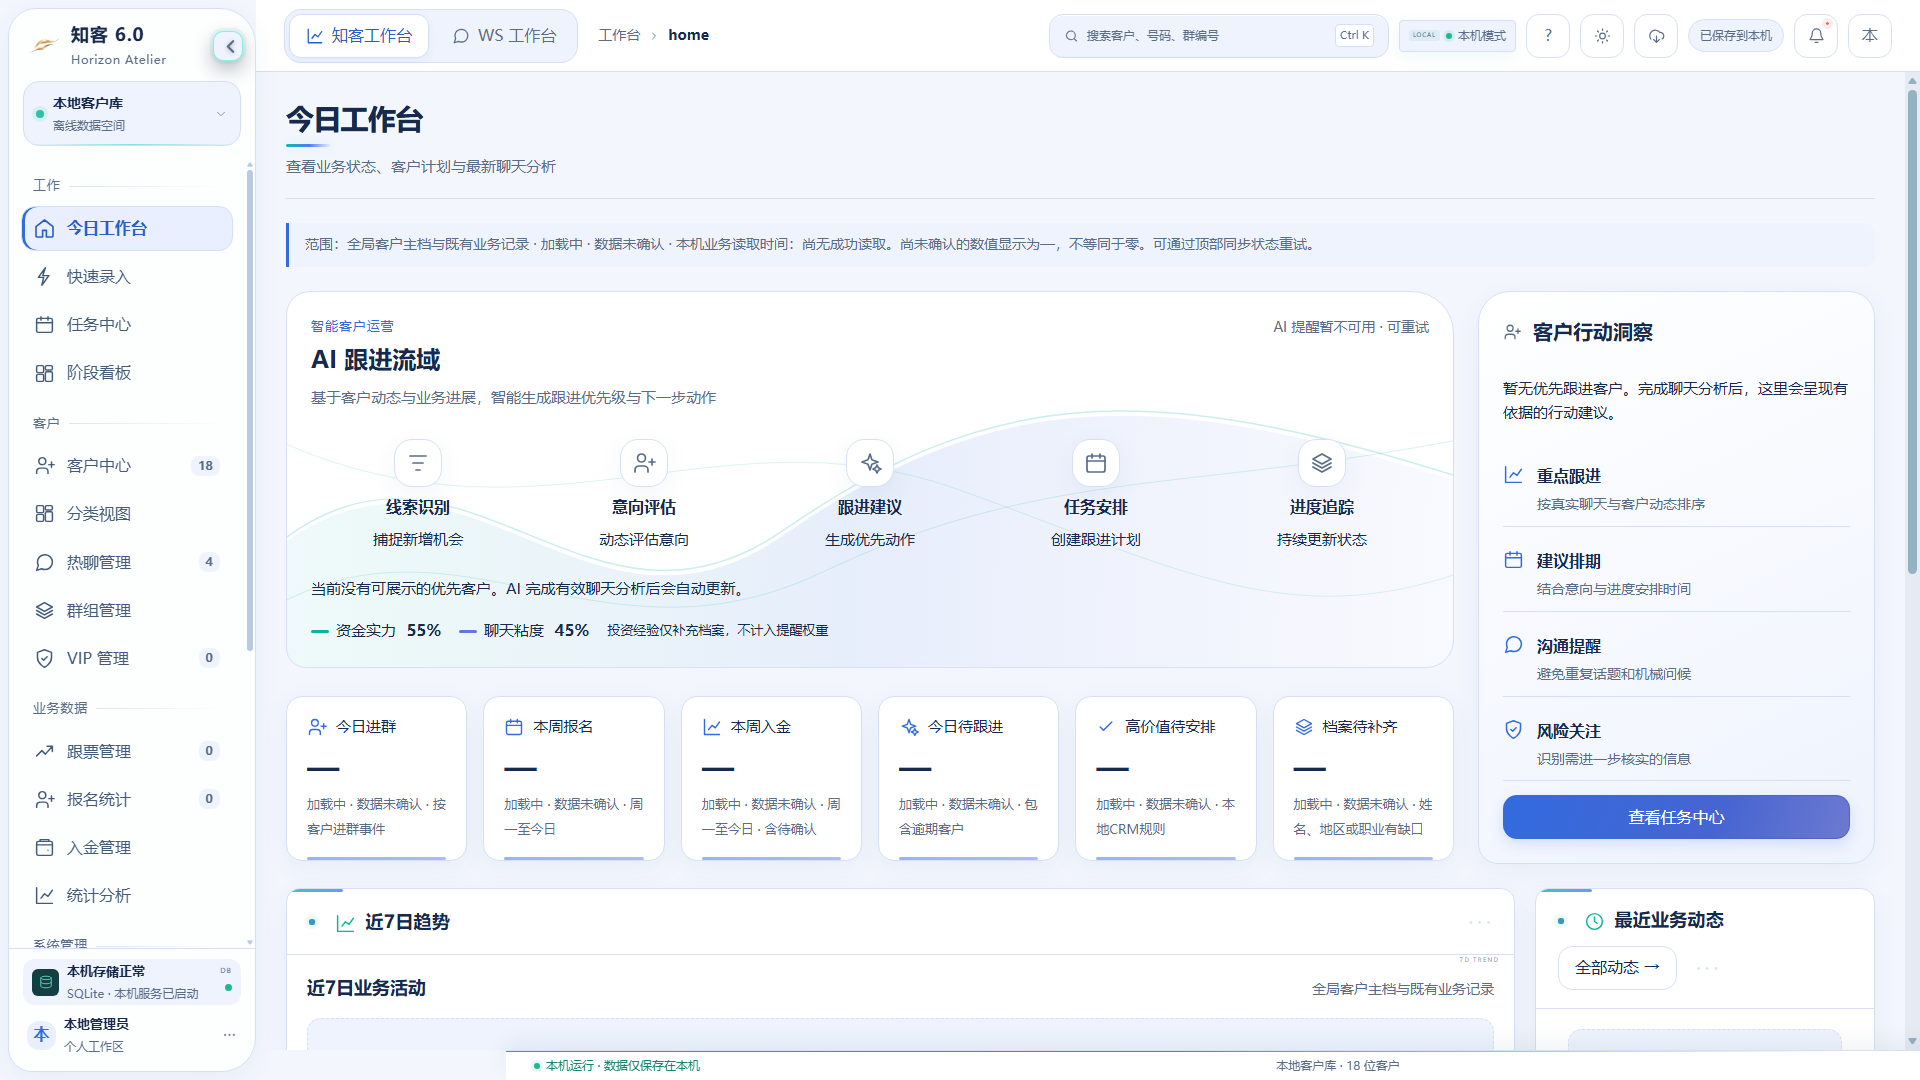 知客 6.0
Horizon Atelier
本地客户库
离线数据空间
工作
今日工作台
快速录入
任务中心
阶段看板
客户
客户中心 18
分类视图
热聊管理 4
群组管理
VIP 管理 0
业务数据
跟票管理 0
报名统计 0
入金管理
统计分析
系统管理
本机存储正常 DB
SQLite · 本机服务已启动
本 本地管理员
个人工作区
知客工作台
WS 工作台
工作台 › home
搜索客户、号码、群编号 Ctrl K
LOCAL 本机模式
?
已保存到本机
本
今日工作台
查看业务状态、客户计划与最新聊天分析
范围：全局客户主档与既有业务记录 · 加载中 · 数据未确认 · 本机业务读取时间：尚无成功读取。尚未确认的数值显示为—，不等同于零。可通过顶部同步状态重试。
智能客户运营
AI 提醒暂不可用 · 可重试
AI 跟进流域
基于客户动态与业务进展，智能生成跟进优先级与下一步动作
线索识别
捕捉新增机会
意向评估
动态评估意向
跟进建议
生成优先动作
任务安排
创建跟进计划
进度追踪
持续更新状态
当前没有可展示的优先客户。AI 完成有效聊天分析后会自动更新。
资金实力 55% 聊天粘度 45% 投资经验仅补充档案，不计入提醒权重
今日进群
—
加载中 · 数据未确认 · 按
客户进群事件
本周报名
—
加载中 · 数据未确认 · 周
一至今日
本周入金
—
加载中 · 数据未确认 · 周
一至今日 · 含待确认
今日待跟进
—
加载中 · 数据未确认 · 包
含逾期客户
高价值待安排
—
加载中 · 数据未确认 · 本
地CRM规则
档案待补齐
—
加载中 · 数据未确认 · 姓
名、地区或职业有缺口
客户行动洞察
暂无优先跟进客户。完成聊天分析后，这里会呈现有
依据的行动建议。
重点跟进
按真实聊天与客户动态排序
建议排期
结合意向与进度安排时间
沟通提醒
避免重复话题和机械问候
风险关注
识别需进一步核实的信息
查看任务中心
近7日趋势
7D TREND
近7日业务活动
全局客户主档与既有业务记录
最近业务动态
全部动态 →
本机运行 · 数据仅保存在本机
本地客户库 · 18 位客户